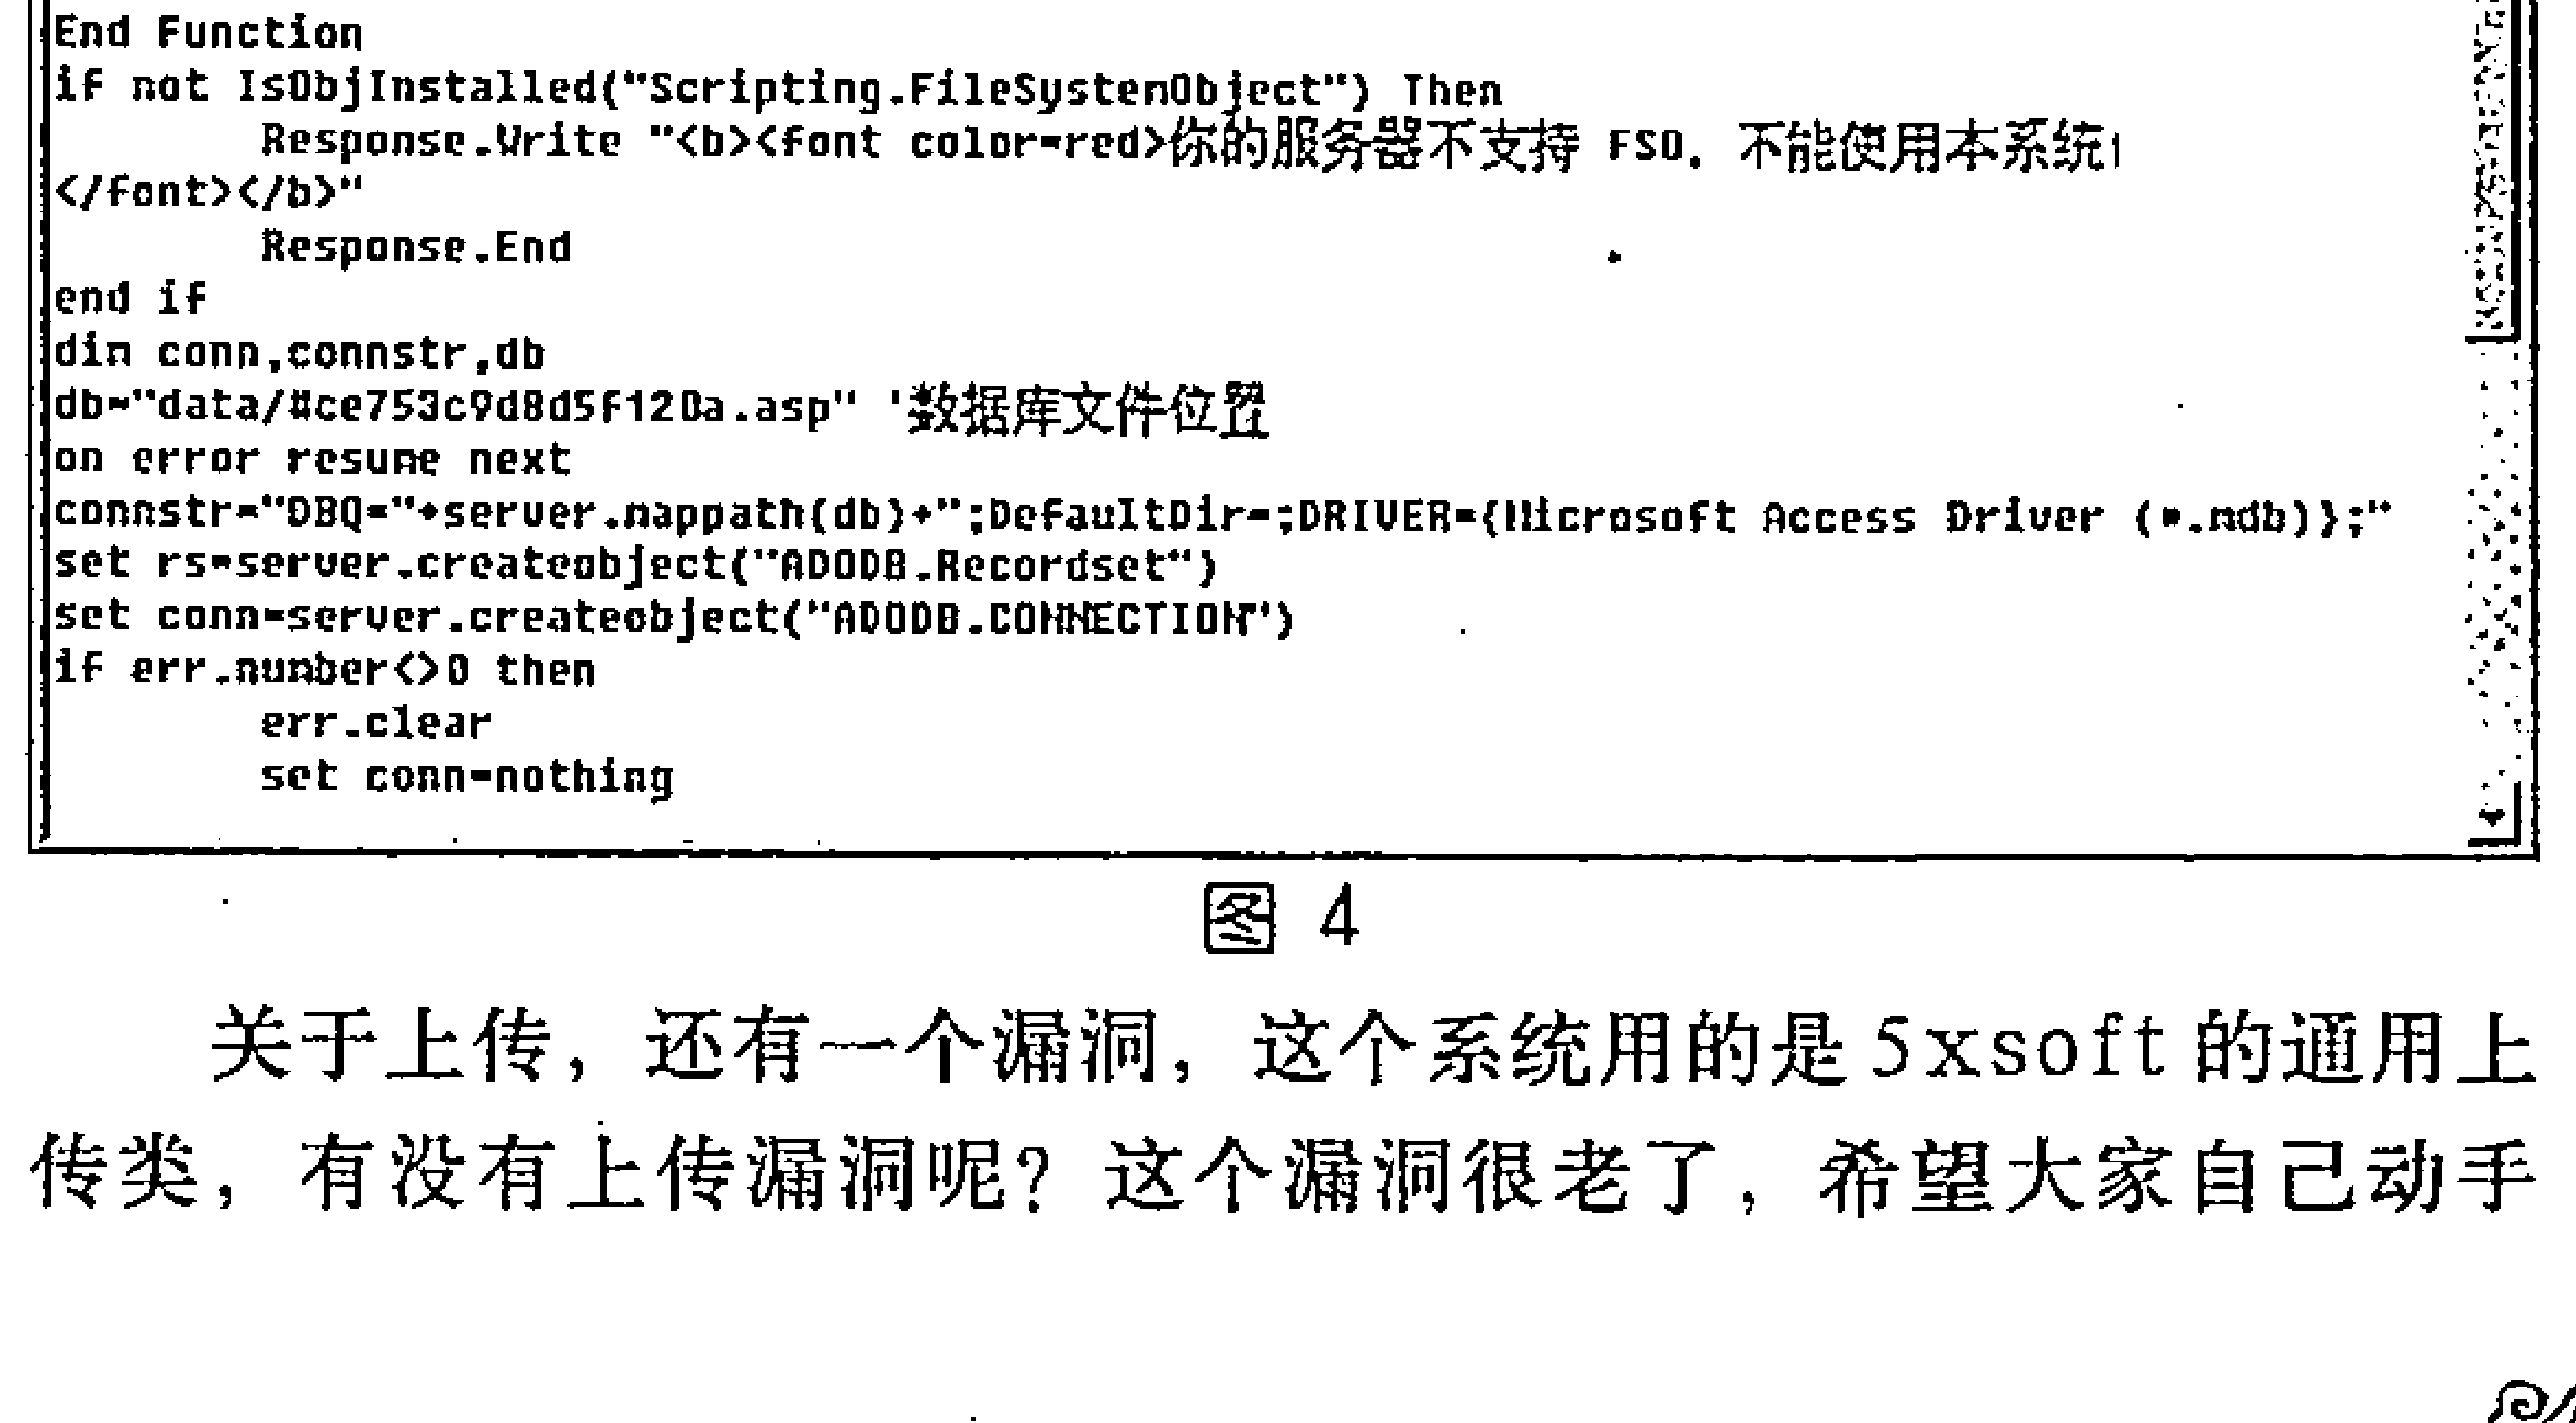 End Function
if not IsObjInstalled("Scripting.FileSystemObject") Then
Response.Write "<b><font color=red>你的服务器不支持 FSO, 不能使用本系统!
</font></b>"
Response.End
end if
dim conn,connstr,db
db="data/#ce753c9d8d5f120a.asp" '数据库文件位置
on error resume next
connstr="DBQ="+server.mappath(db)+";DefaultDir=;DRIVER={Microsoft Access Driver (*.mdb)};"
set rs=server.createobject("ADODB.Recordset")
set conn=server.createobject("ADODB.CONNECTION")
if err.number<>0 then
err.clear
set conn=nothing
图 4
关于上传，还有一个漏洞，这个系统用的是5xsoft的通用上
传类，有没有上传漏洞呢？这个漏洞很老了，希望大家自己动手